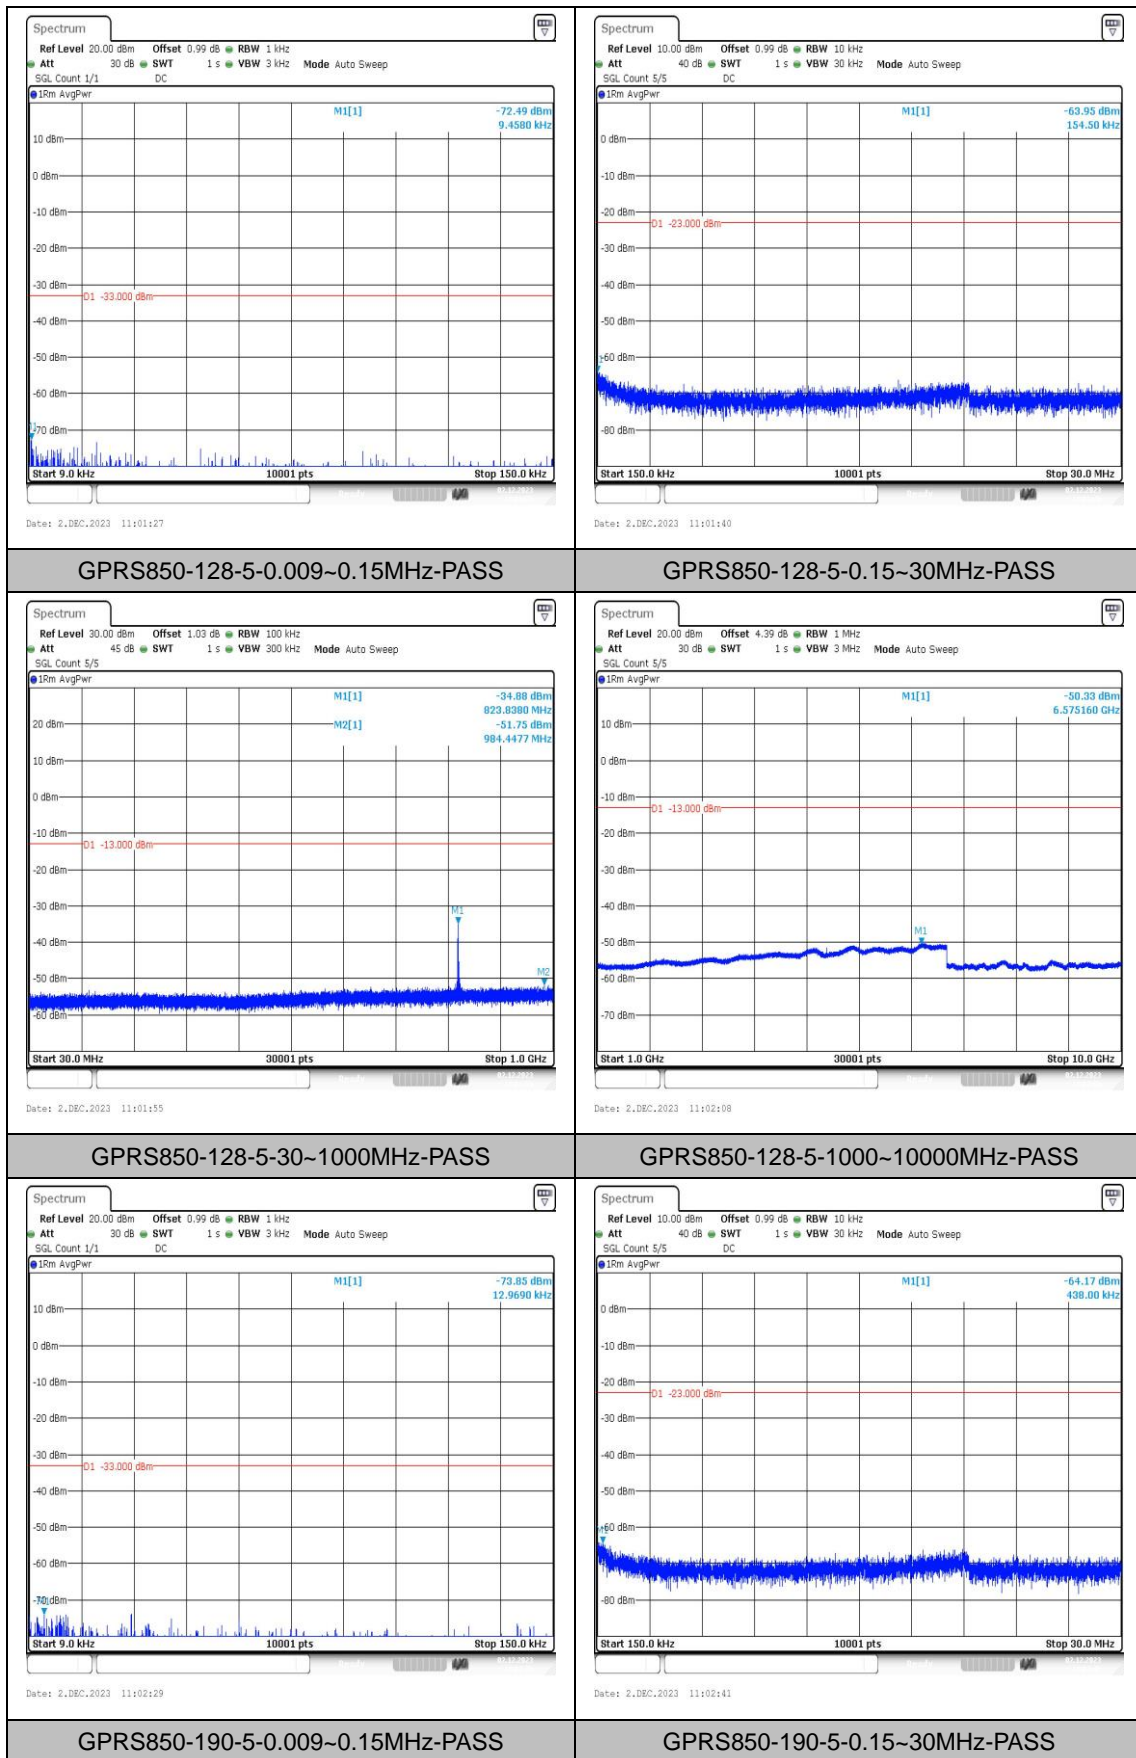 Spectrum
Ref Level 20.00 dBm Offset 0.99 dB RBW 1 kHz
Att 30 dB SWT 1 s VBW 3 kHz Mode Auto Sweep
SGL Count 1/1 DC
1Rm AvgPwr
M1[1] -72.49 dBm
9.4580 kHz
10 dBm
0 dBm
-10 dBm
-20 dBm
-30 dBm
D1 -33.000 dBm
-40 dBm
-50 dBm
-60 dBm
-70 dBm
Start 9.0 kHz 10001 pts Stop 150.0 kHz
Date: 2.DEC.2023 11:01:27
Spectrum
Ref Level 10.00 dBm Offset 0.99 dB RBW 10 kHz
Att 40 dB SWT 1 s VBW 30 kHz Mode Auto Sweep
SGL Count 5/5 DC
1Rm AvgPwr
M1[1] -63.95 dBm
154.50 kHz
0 dBm
-10 dBm
-20 dBm
D1 -23.000 dBm
-30 dBm
-40 dBm
-50 dBm
-60 dBm
-80 dBm
Start 150.0 kHz 10001 pts Stop 30.0 MHz
Date: 2.DEC.2023 11:01:40
GPRS850-128-5-0.009~0.15MHz-PASS
GPRS850-128-5-0.15~30MHz-PASS
Spectrum
Ref Level 30.00 dBm Offset 1.03 dB RBW 100 kHz
Att 45 dB SWT 1 s VBW 300 kHz Mode Auto Sweep
SGL Count 5/5
1Rm AvgPwr
M1[1] -34.88 dBm
823.8380 MHz
M2[1] -51.75 dBm
984.4477 MHz
20 dBm
10 dBm
0 dBm
-10 dBm
D1 -13.000 dBm
-20 dBm
-30 dBm
M1
-40 dBm
-50 dBm
M2
-60 dBm
Start 30.0 MHz 30001 pts Stop 1.0 GHz
Date: 2.DEC.2023 11:01:55
Spectrum
Ref Level 20.00 dBm Offset 4.39 dB RBW 1 MHz
Att 30 dB SWT 1 s VBW 3 MHz Mode Auto Sweep
SGL Count 5/5
1Rm AvgPwr
M1[1] -50.33 dBm
6.575160 GHz
10 dBm
0 dBm
-10 dBm
D1 -13.000 dBm
-20 dBm
-30 dBm
-40 dBm
M1
-50 dBm
-60 dBm
-70 dBm
Start 1.0 GHz 30001 pts Stop 10.0 GHz
Date: 2.DEC.2023 11:02:08
GPRS850-128-5-30~1000MHz-PASS
GPRS850-128-5-1000~10000MHz-PASS
Spectrum
Ref Level 20.00 dBm Offset 0.99 dB RBW 1 kHz
Att 30 dB SWT 1 s VBW 3 kHz Mode Auto Sweep
SGL Count 1/1 DC
1Rm AvgPwr
M1[1] -73.85 dBm
12.9690 kHz
10 dBm
0 dBm
-10 dBm
-20 dBm
-30 dBm
D1 -33.000 dBm
-40 dBm
-50 dBm
-60 dBm
-70 dBm
Start 9.0 kHz 10001 pts Stop 150.0 kHz
Date: 2.DEC.2023 11:02:29
Spectrum
Ref Level 10.00 dBm Offset 0.99 dB RBW 10 kHz
Att 40 dB SWT 1 s VBW 30 kHz Mode Auto Sweep
SGL Count 5/5 DC
1Rm AvgPwr
M1[1] -64.17 dBm
438.00 kHz
0 dBm
-10 dBm
-20 dBm
D1 -23.000 dBm
-30 dBm
-40 dBm
-50 dBm
-60 dBm
-80 dBm
Start 150.0 kHz 10001 pts Stop 30.0 MHz
Date: 2.DEC.2023 11:02:41
GPRS850-190-5-0.009~0.15MHz-PASS
GPRS850-190-5-0.15~30MHz-PASS